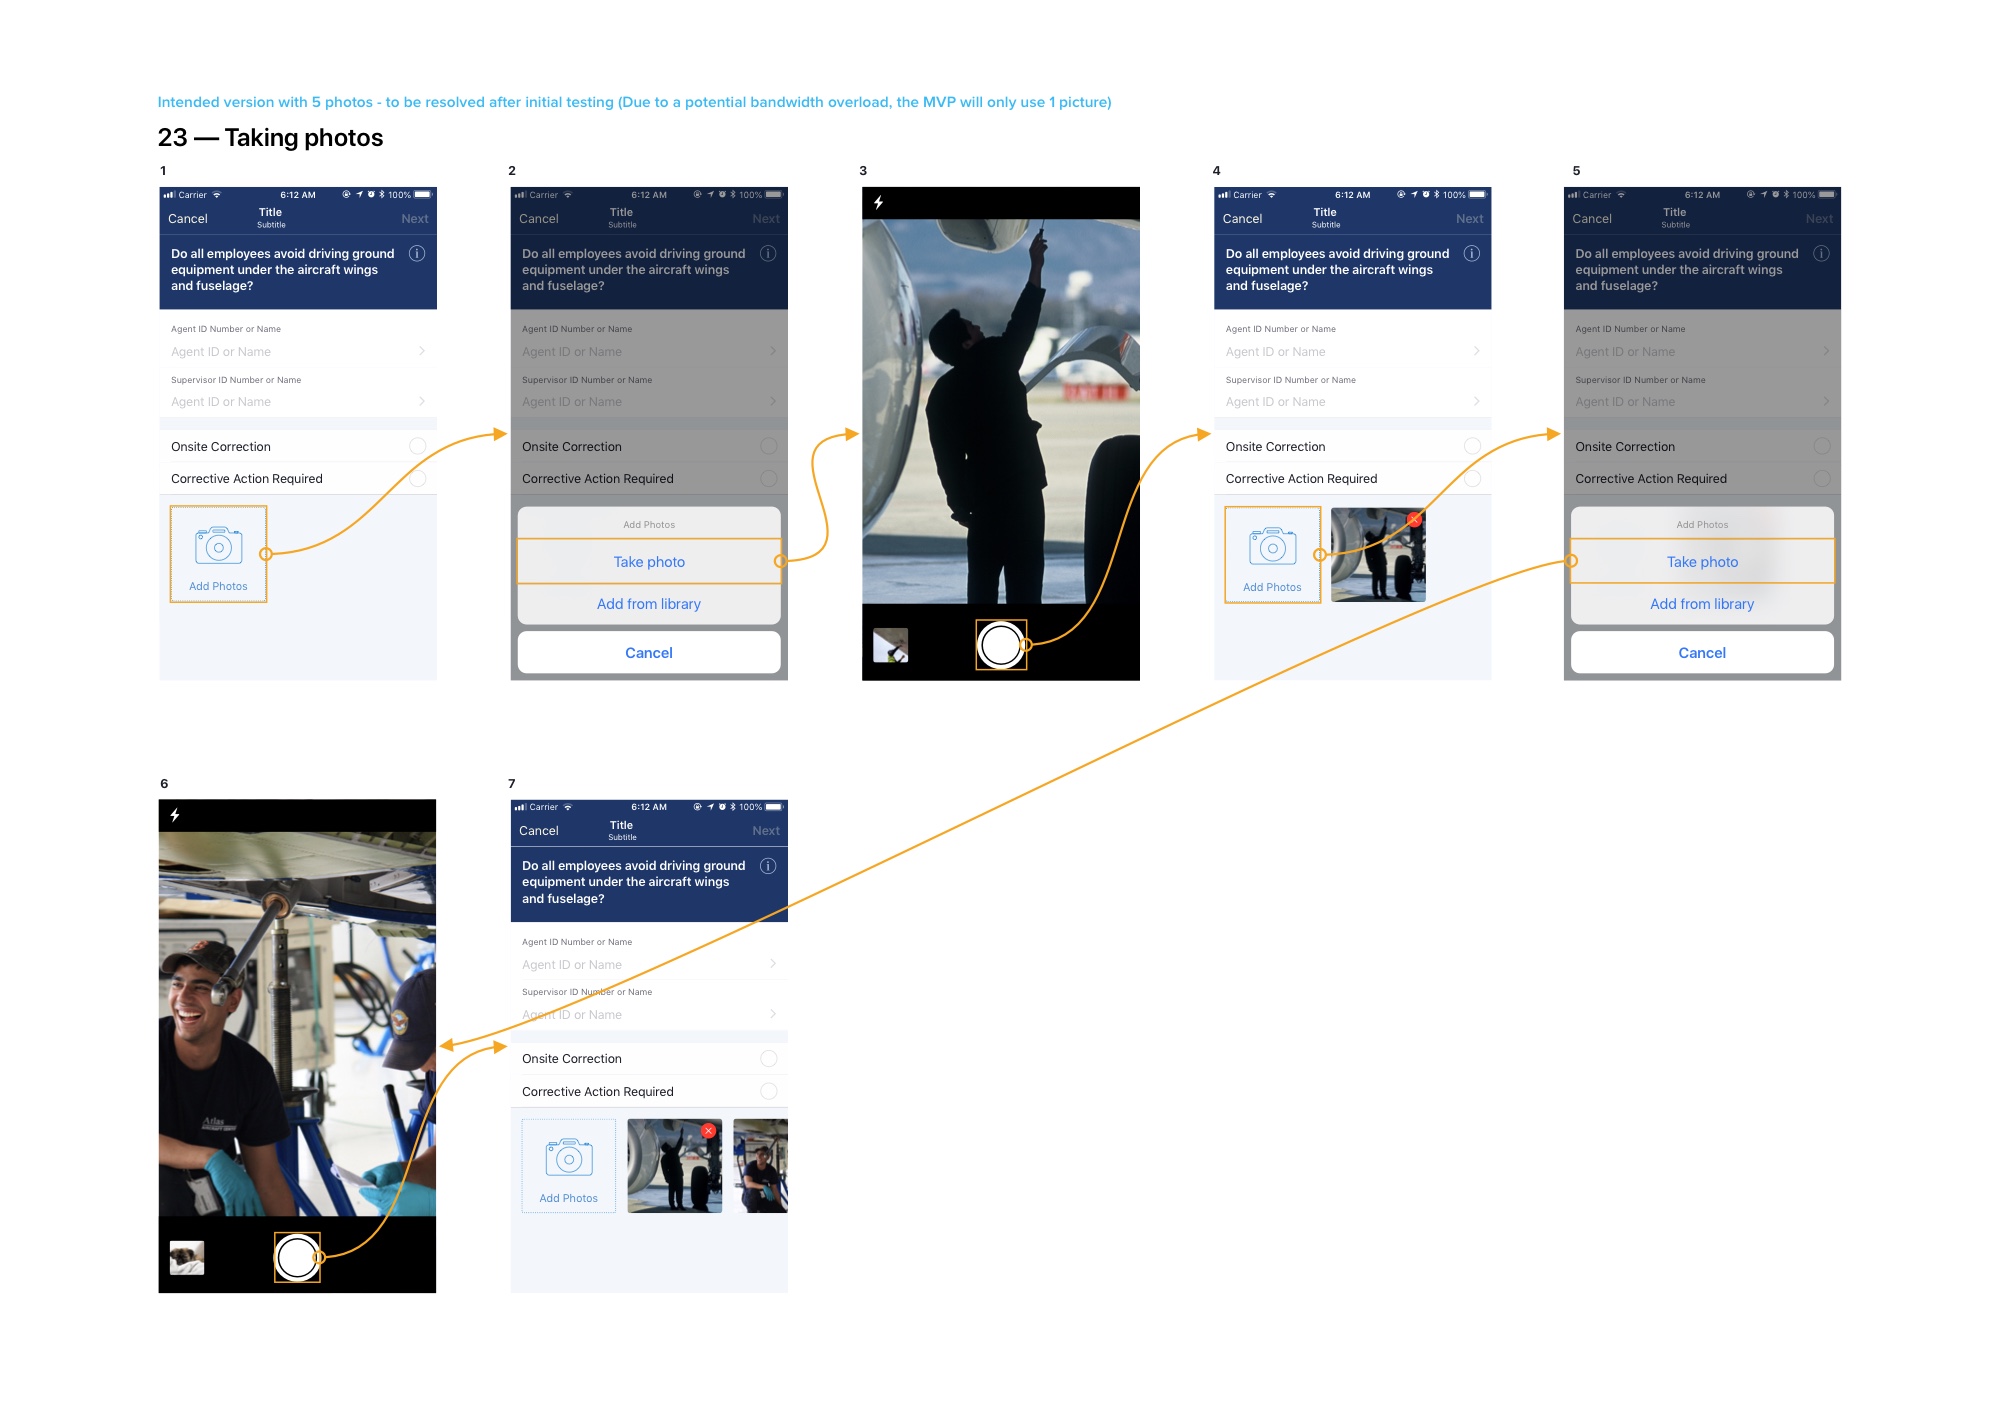 Intended version with 5 photos - to be resolved after initial testing (Due to a potential bandwidth overload, the MVP will only use 1 picture)
23 — Taking photos
1
Carrier 6:12 AM 100%
Cancel Title Next
Subtitle
Do all employees avoid driving ground
equipment under the aircraft wings
and fuselage?
Agent ID Number or Name
Agent ID or Name
Supervisor ID Number or Name
Agent ID or Name
Onsite Correction
Corrective Action Required
Add Photos
2
Carrier 6:12 AM 100%
Cancel Title Next
Subtitle
Do all employees avoid driving ground
equipment under the aircraft wings
and fuselage?
Agent ID Number or Name
Agent ID or Name
Supervisor ID Number or Name
Agent ID or Name
Onsite Correction
Corrective Action Required
Add Photos
Take photo
Add from library
Cancel
3
4
Carrier 6:12 AM 100%
Cancel Title Next
Subtitle
Do all employees avoid driving ground
equipment under the aircraft wings
and fuselage?
Agent ID Number or Name
Agent ID or Name
Supervisor ID Number or Name
Agent ID or Name
Onsite Correction
Corrective Action Required
Add Photos
5
Carrier 6:12 AM 100%
Cancel Title Next
Subtitle
Do all employees avoid driving ground
equipment under the aircraft wings
and fuselage?
Agent ID Number or Name
Agent ID or Name
Supervisor ID Number or Name
Agent ID or Name
Onsite Correction
Corrective Action Required
Add Photos
Take photo
Add from library
Cancel
6
Atlas
7
Carrier 6:12 AM 100%
Cancel Title Next
Subtitle
Do all employees avoid driving ground
equipment under the aircraft wings
and fuselage?
Agent ID Number or Name
Agent ID or Name
Supervisor ID Number or Name
Agent ID or Name
Onsite Correction
Corrective Action Required
Add Photos